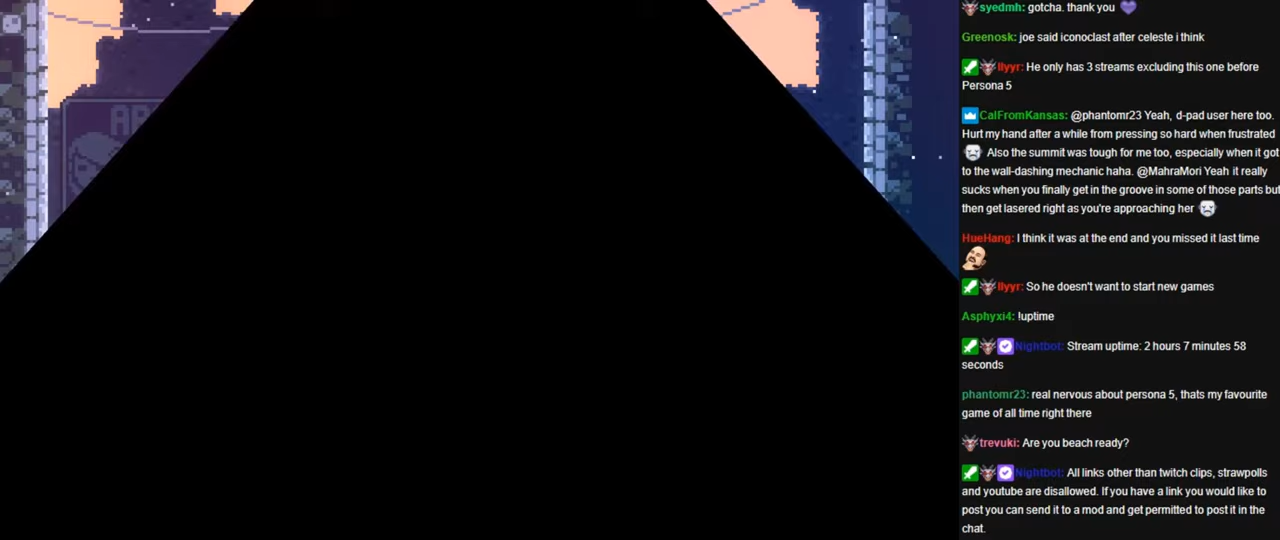 AR
syedmh: gotcha. thank you
Greenosk: joe said iconoclast after celeste i think
llyyr: He only has 3 streams excluding this one before
Persona 5
CalFromKansas: @phantomr23 Yeah, d-pad user here too.
Hurt my hand after a while from pressing so hard when frustrated
Also the summit was tough for me too, especially when it got
to the wall-dashing mechanic haha. @MahraMori Yeah it really
sucks when you finally get in the groove in some of those parts but
then get lasered right as you're approaching her
HueHang: I think it was at the end and you missed it last time
llyyr: So he doesn't want to start new games
Asphyxi4: !uptime
Nightbot: Stream uptime: 2 hours 7 minutes 58
seconds
phantomr23: real nervous about persona 5, thats my favourite
game of all time right there
trevuki: Are you beach ready?
Nightbot: All links other than twitch clips, strawpolls
and youtube are disallowed. If you have a link you would like to
post you can send it to a mod and get permitted to post it in the
chat.